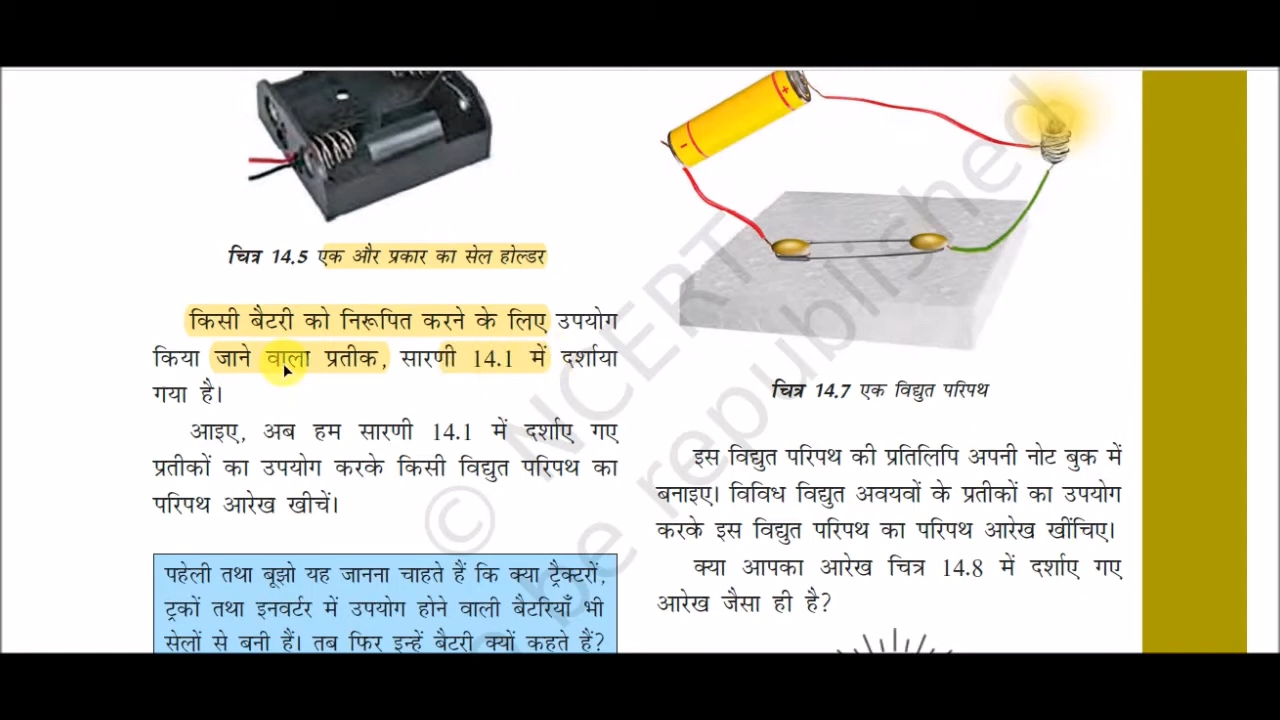 चित्र 14.5 एक और प्रकार का सेल होल्डर
किसी बैटरी को निरूपित करने के लिए उपयोग
किया जाने वाला प्रतीक, सारणी 14.1 में दर्शाया
गया है।
आइए, अब हम सारणी 14.1 में दर्शाए गए
प्रतीकों का उपयोग करके किसी विद्युत परिपथ का
परिपथ आरेख खीचें।
पहेली तथा बूझो यह जानना चाहते हैं कि क्या ट्रैक्टरों,
ट्रकों तथा इनवर्टर में उपयोग होने वाली बैटरियाँ भी
सेलों से बनी हैं। तब फिर इन्हें बैटरी क्यों कहते हैं?
+
-
चित्र 14.7 एक विद्युत परिपथ
इस विद्युत परिपथ की प्रतिलिपि अपनी नोट बुक में
बनाइए। विविध विद्युत अवयवों के प्रतीकों का उपयोग
करके इस विद्युत परिपथ का परिपथ आरेख खींचिए।
क्या आपका आरेख चित्र 14.8 में दर्शाए गए
आरेख जैसा ही है?
© NCERT
be republished